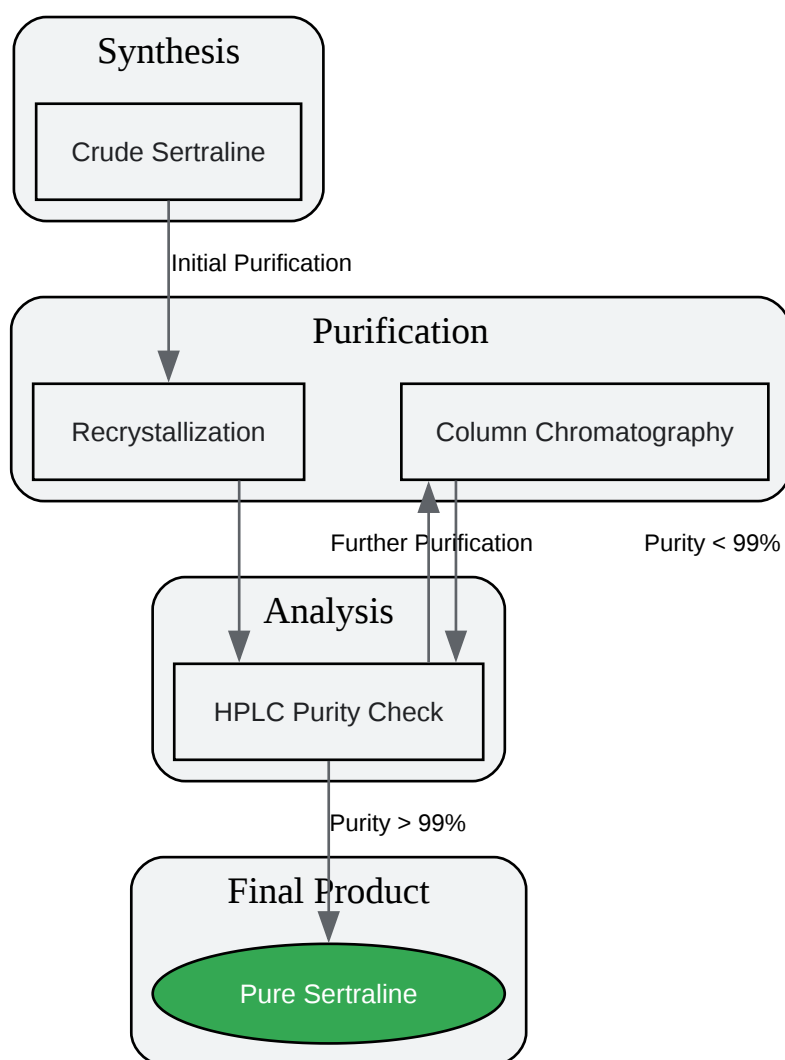 Synthesis
Crude Sertraline
Initial Purification
Purification
Recrystallization
Column Chromatography
Further Purification
Purity < 99%
Analysis
HPLC Purity Check
Purity > 99%
Final Product
Pure Sertraline